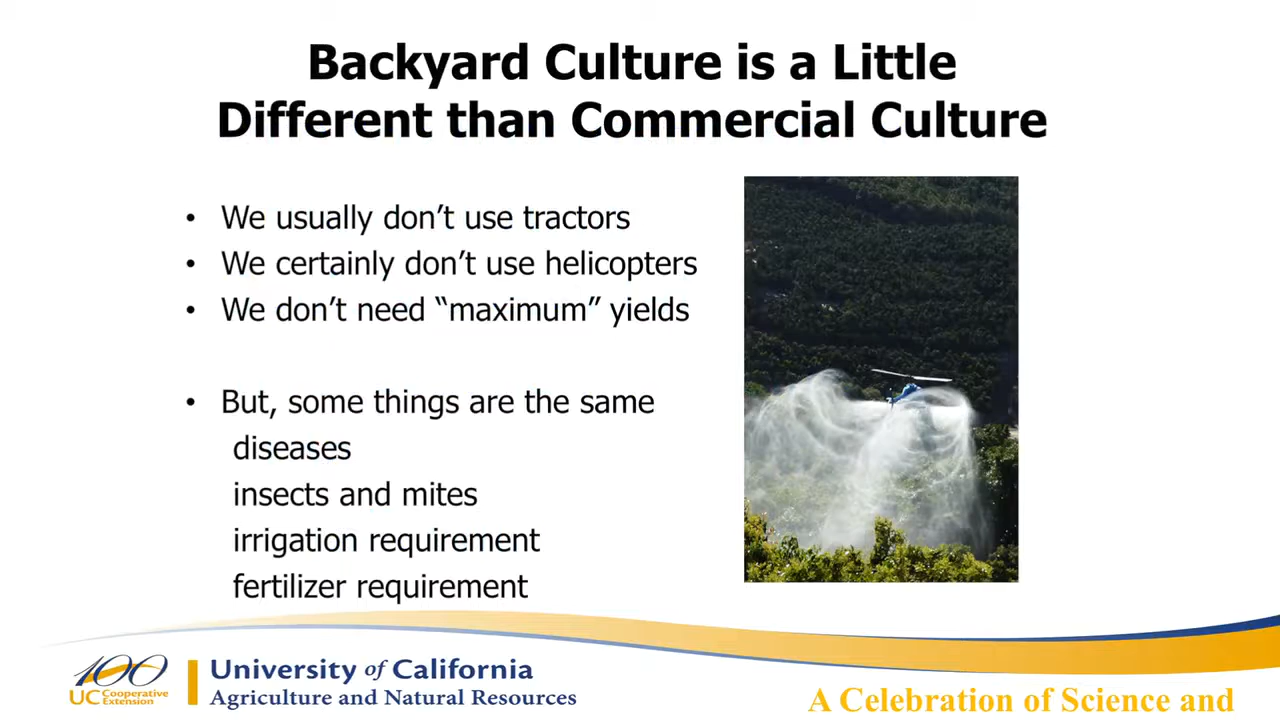 Backyard Culture is a Little
Different than Commercial Culture
• We usually don’t use tractors
• We certainly don’t use helicopters
• We don’t need “maximum” yields
• But, some things are the same
diseases
insects and mites
irrigation requirement
fertilizer requirement
100
UC Cooperative
Extension
University of California
Agriculture and Natural Resources
A Celebration of Science and